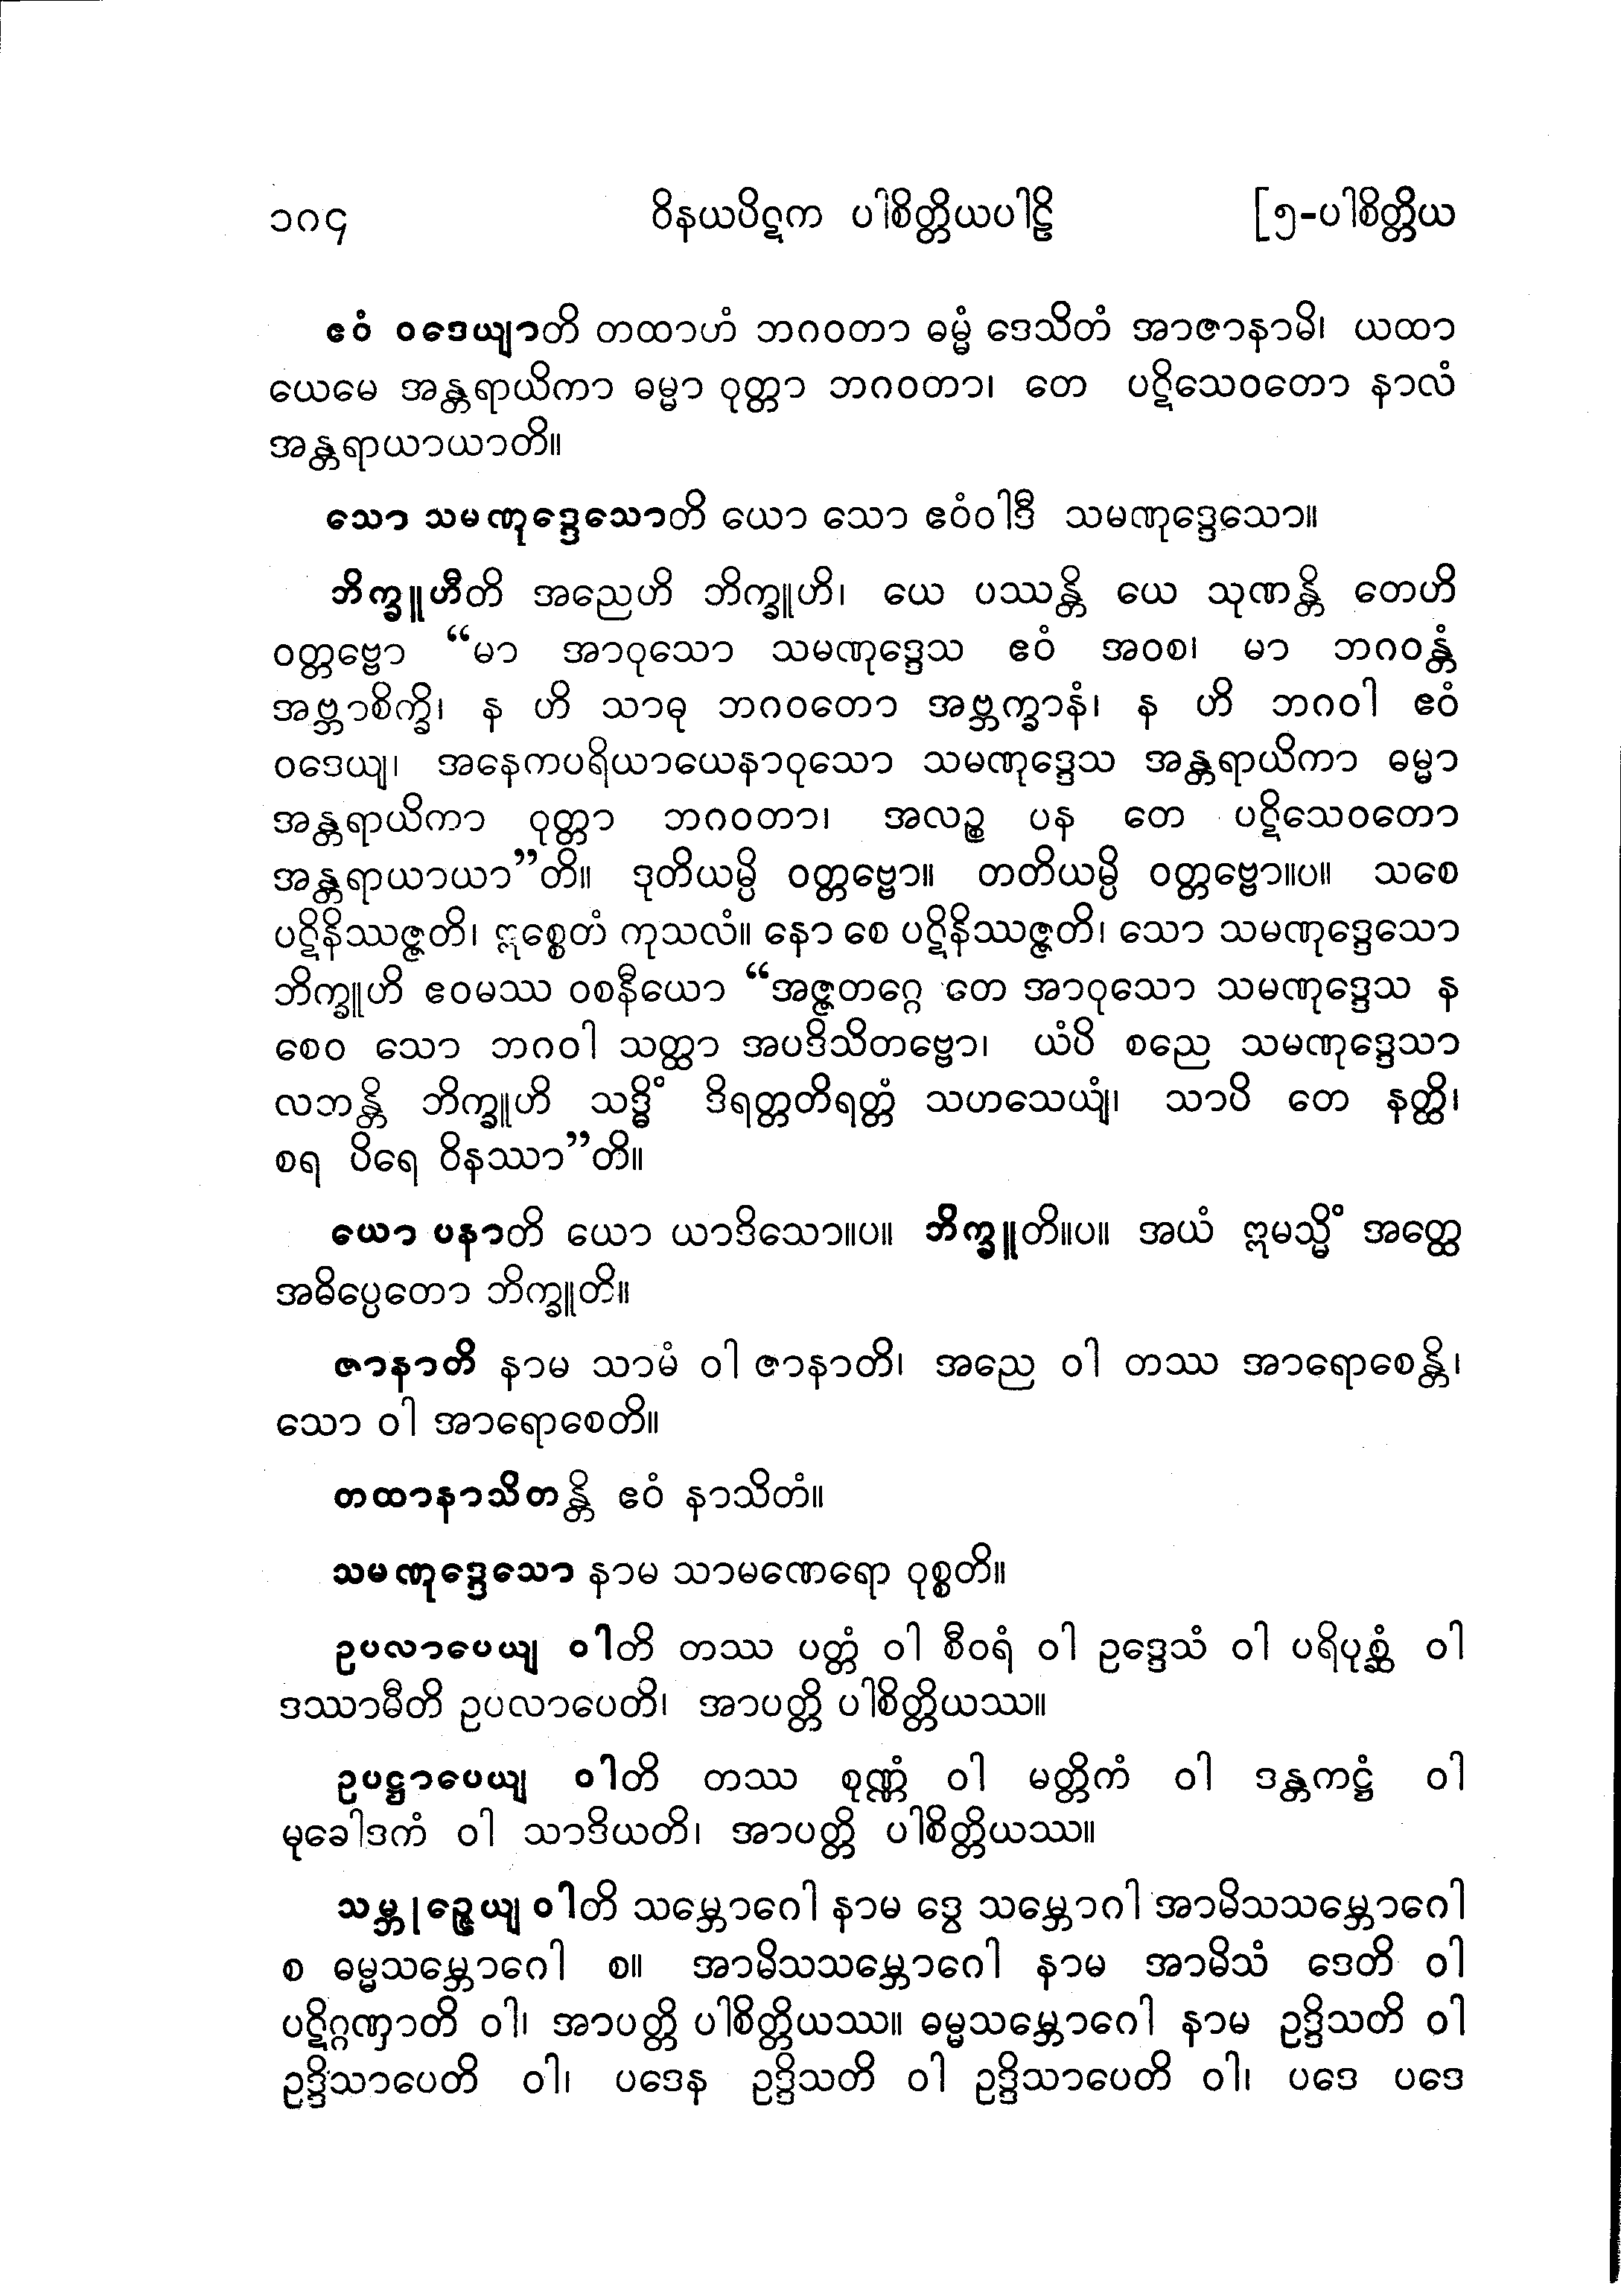 ၁၈၄ ဝိနယပိဋက ပါစိတ္တိယပါဠိ [၅-ပါစိတ္တိယ
ဧဝံ ဝဒေယျာတိ တထာဟံ ဘဂဝတာ ဓမ္မံ ဒေသိတံ အာဇာနာမိ၊ ယထာ
ယေမေ အန္တရာယိကာ ဓမ္မာ ဝုတ္တာ ဘဂဝတာ၊ တေ ပဋိသေဝတော နာလံ
အန္တရာယာယာတိ။
သော သမဏုဒ္ဒေသောတိ ယော သော ဧဝံဝါဒီ သမဏုဒ္ဒေသော။
ဘိက္ခူဟီတိ အညေဟိ ဘိက္ခူဟိ၊ ယေ ပဿန္တိ ယေ သုဏန္တိ တေဟိ
ဝတ္တဗ္ဗော “မာ အာဝုသော သမဏုဒ္ဒေသ ဧဝံ အဝစ၊ မာ ဘဂဝန္တံ
အဗ္ဘာစိက္ခိ၊ န ဟိ သာဓု ဘဂဝတော အဗ္ဘက္ခာနံ၊ န ဟိ ဘဂဝါ ဧဝံ
ဝဒေယျ၊ အနေကပရိယာယေနာဝုသော သမဏုဒ္ဒေသ အန္တရာယိကာ ဓမ္မာ
အန္တရာယိကာ ဝုတ္တာ ဘဂဝတာ၊ အလဉ္စ ပန တေ ပဋိသေဝတော
အန္တရာယာယာ”တိ။ ဒုတိယမ္ပိ ဝတ္တဗ္ဗော။ တတိယမ္ပိ ဝတ္တဗ္ဗော။ပ။ သစေ
ပဋိနိဿဇ္ဇတိ၊ ဣစ္စေတံ ကုသလံ။ နော စေ ပဋိနိဿဇ္ဇတိ၊ သော သမဏုဒ္ဒေသော
ဘိက္ခူဟိ ဧဝမဿ ဝစနီယော “အဇ္ဇတဂ္ဂေ တေ အာဝုသော သမဏုဒ္ဒေသ န
စေဝ သော ဘဂဝါ သတ္ထာ အပဒိသိတဗ္ဗော၊ ယံပိ စညေ သမဏုဒ္ဒေသာ
လဘန္တိ ဘိက္ခူဟိ သဒ္ဓိံ ဒိရတ္တတိရတ္တံ သဟသေယျံ၊ သာပိ တေ နတ္ထိ၊
စရ ပိရေ ဝိနဿာ”တိ။
ယော ပနာတိ ယော ယာဒိသော။ပ။ ဘိက္ခူတိ။ပ။ အယံ ဣမသ္မိံ အတ္ထေ
အဓိပ္ပေတော ဘိက္ခူတိ။
ဇာနာတိ နာမ သာမံ ဝါ ဇာနာတိ၊ အညေ ဝါ တဿ အာရောစေန္တိ၊
သော ဝါ အာရောစေတိ။
တထာနာသိတန္တိ ဧဝံ နာသိတံ။
သမဏုဒ္ဒေသော နာမ သာမဏေရော ဝုစ္စတိ။
ဥပလာပေယျ ဝါတိ တဿ ပတ္တံ ဝါ စီဝရံ ဝါ ဥဒ္ဒေသံ ဝါ ပရိပုစ္ဆံ ဝါ
ဒဿာမီတိ ဥပလာပေတိ၊ အာပတ္တိ ပါစိတ္တိယဿ။
ဥပဋ္ဌာပေယျ ဝါတိ တဿ စုဏ္ဏံ ဝါ မတ္တိကံ ဝါ ဒန္တကဋ္ဌံ ဝါ
မုခေါဒကံ ဝါ သာဒိယတိ၊ အာပတ္တိ ပါစိတ္တိယဿ။
သမ္ဘုဉ္ဇေယျ ဝါတိ သမ္ဘောဂေါ နာမ ဒွေ သမ္ဘောဂါ အာမိသသမ္ဘောဂေါ
စ ဓမ္မသမ္ဘောဂေါ စ။ အာမိသသမ္ဘောဂေါ နာမ အာမိသံ ဒေတိ ဝါ
ပဋိဂ္ဂဏှာတိ ဝါ၊ အာပတ္တိ ပါစိတ္တိယဿ။ ဓမ္မသမ္ဘောဂေါ နာမ ဥဒ္ဒိသတိ ဝါ
ဥဒ္ဒိသာပေတိ ဝါ၊ ပဒေန ဥဒ္ဒိသတိ ဝါ ဥဒ္ဒိသာပေတိ ဝါ၊ ပဒေ ပဒေ